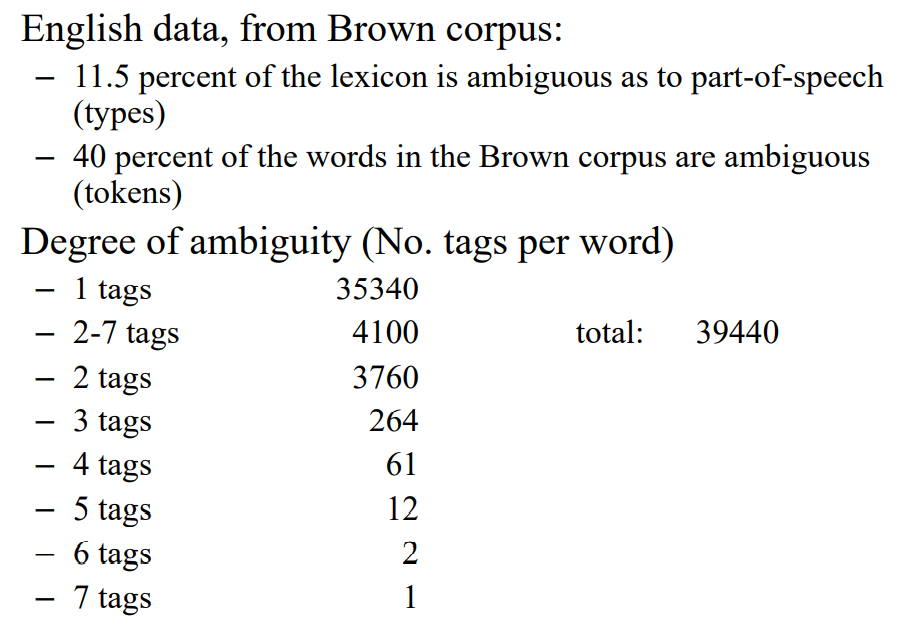 English data, from Brown corpus:
– 11.5 percent of the lexicon is ambiguous as to part-of-speech
(types)
– 40 percent of the words in the Brown corpus are ambiguous
(tokens)
Degree of ambiguity (No. tags per word)
– 1 tags 35340
– 2-7 tags 4100 total: 39440
– 2 tags 3760
– 3 tags 264
– 4 tags 61
– 5 tags 12
– 6 tags 2
– 7 tags 1